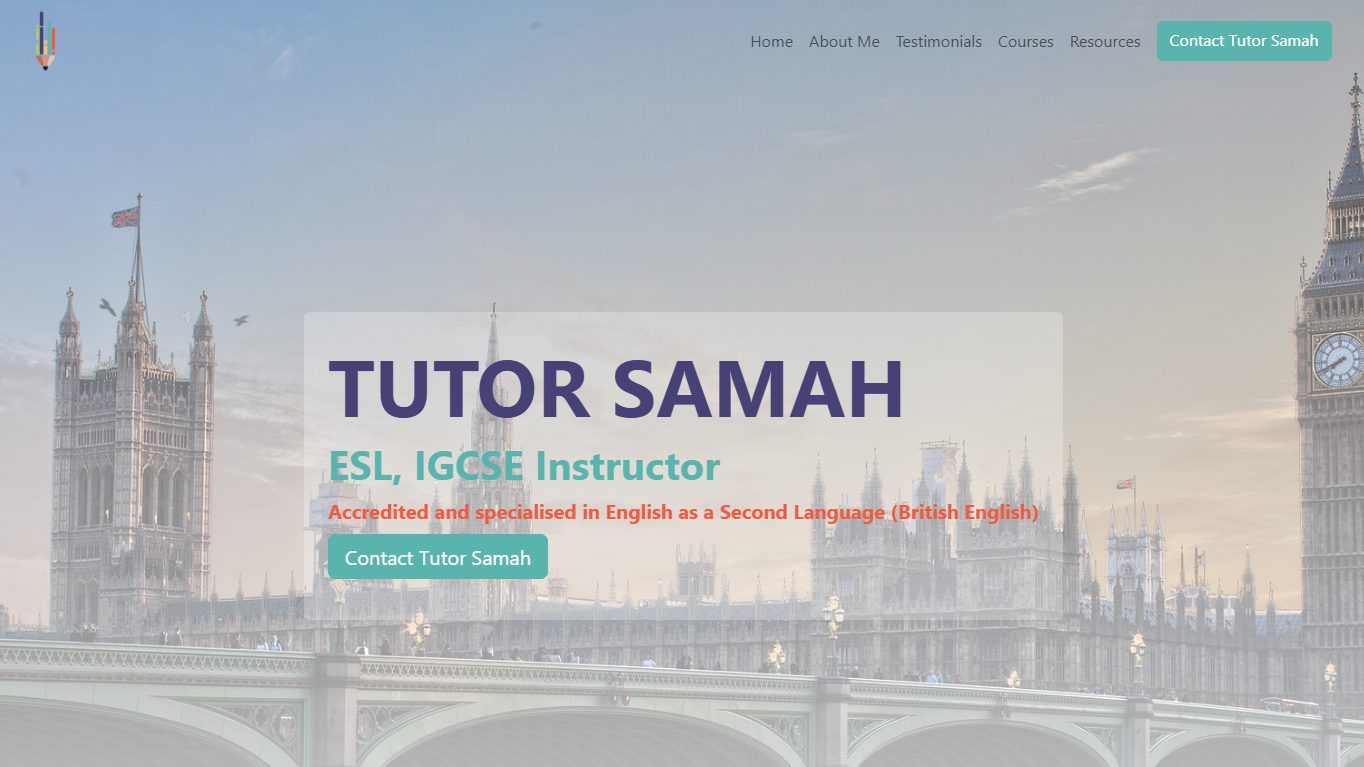 Home
About Me
Testimonials
Courses
Resources
Contact Tutor Samah
TUTOR SAMAH
ESL, IGCSE Instructor
Accredited and specialised in English as a Second Language (British English)
Contact Tutor Samah